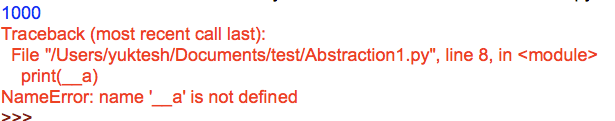 1000
Traceback (most recent call last):
  File "/Users/yuktesh/Documents/test/Abstraction1.py", line 8, in <module>
    print(__a)
NameError: name '__a' is not defined
>>>